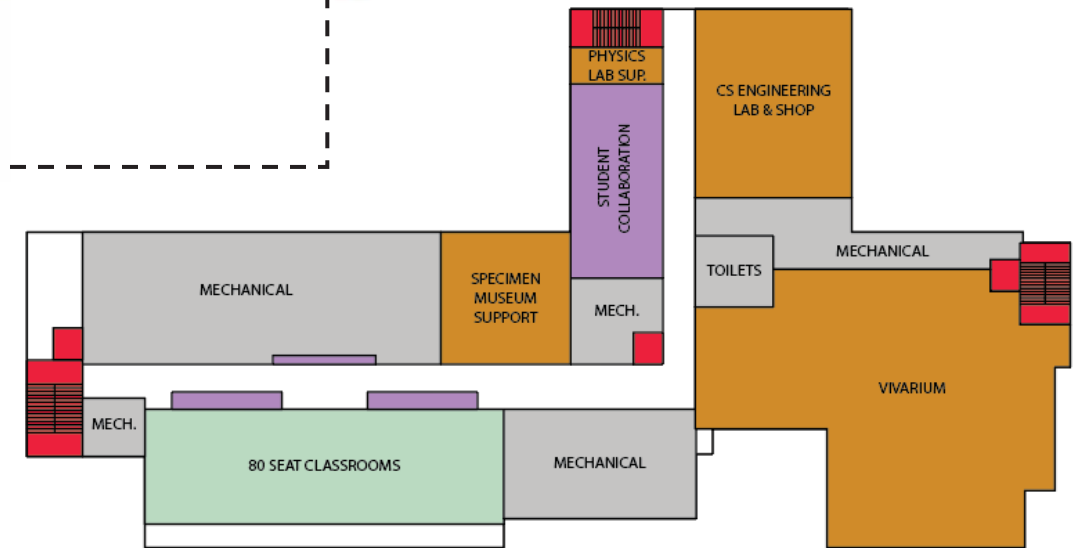 PHYSICS
LAB SUP.
CS ENGINEERING
LAB & SHOP
STUDENT
COLLABORATION
MECHANICAL
TOILETS
MECHANICAL
SPECIMEN
MUSEUM
SUPPORT
MECH.
VIVARIUM
MECH.
80 SEAT CLASSROOMS
MECHANICAL